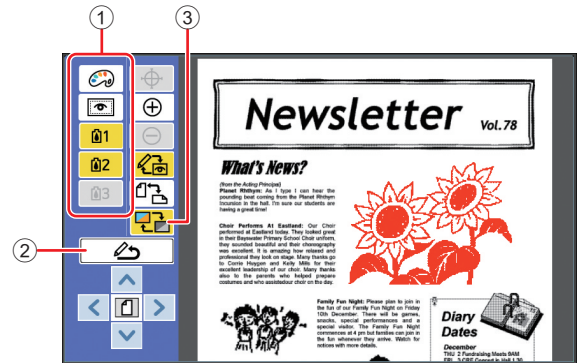 1
3
1
2
3
2
Newsletter Vol.78
What's News?
(from the Acting Principal)
Planet Rhthym: As I type I can hear the
pounding beat coming from the Planet Rhythm
incursion in the hall. I'm sure our students are
having a great time!
Choir Performs At Eastland: Our Choir
performed at Eastland today. They looked great
in their Bayswater Primary School Choir uniform,
they sounded beautiful and their choreography
was excellent. It is amazing how relaxed and
professional they look on stage. Many thanks go
to Corrie Huygen and Kelly Mills for their
excellent leadership of our choir. Many thanks
also to the parents who helped prepare
costumes and who assistedour choir on the day.
Family Fun Night: Please plan to join in
the fun of our Family Fun Night on Friday
10th December. There will be games,
snacks, special performances and a
special visitor. The Family Fun Night
commences at 4 pm but families can join in
the fun whenever they arrive. Watch for
notices with more details.
Diary
Dates
December
THU 2 Fundraising Meets 9AM